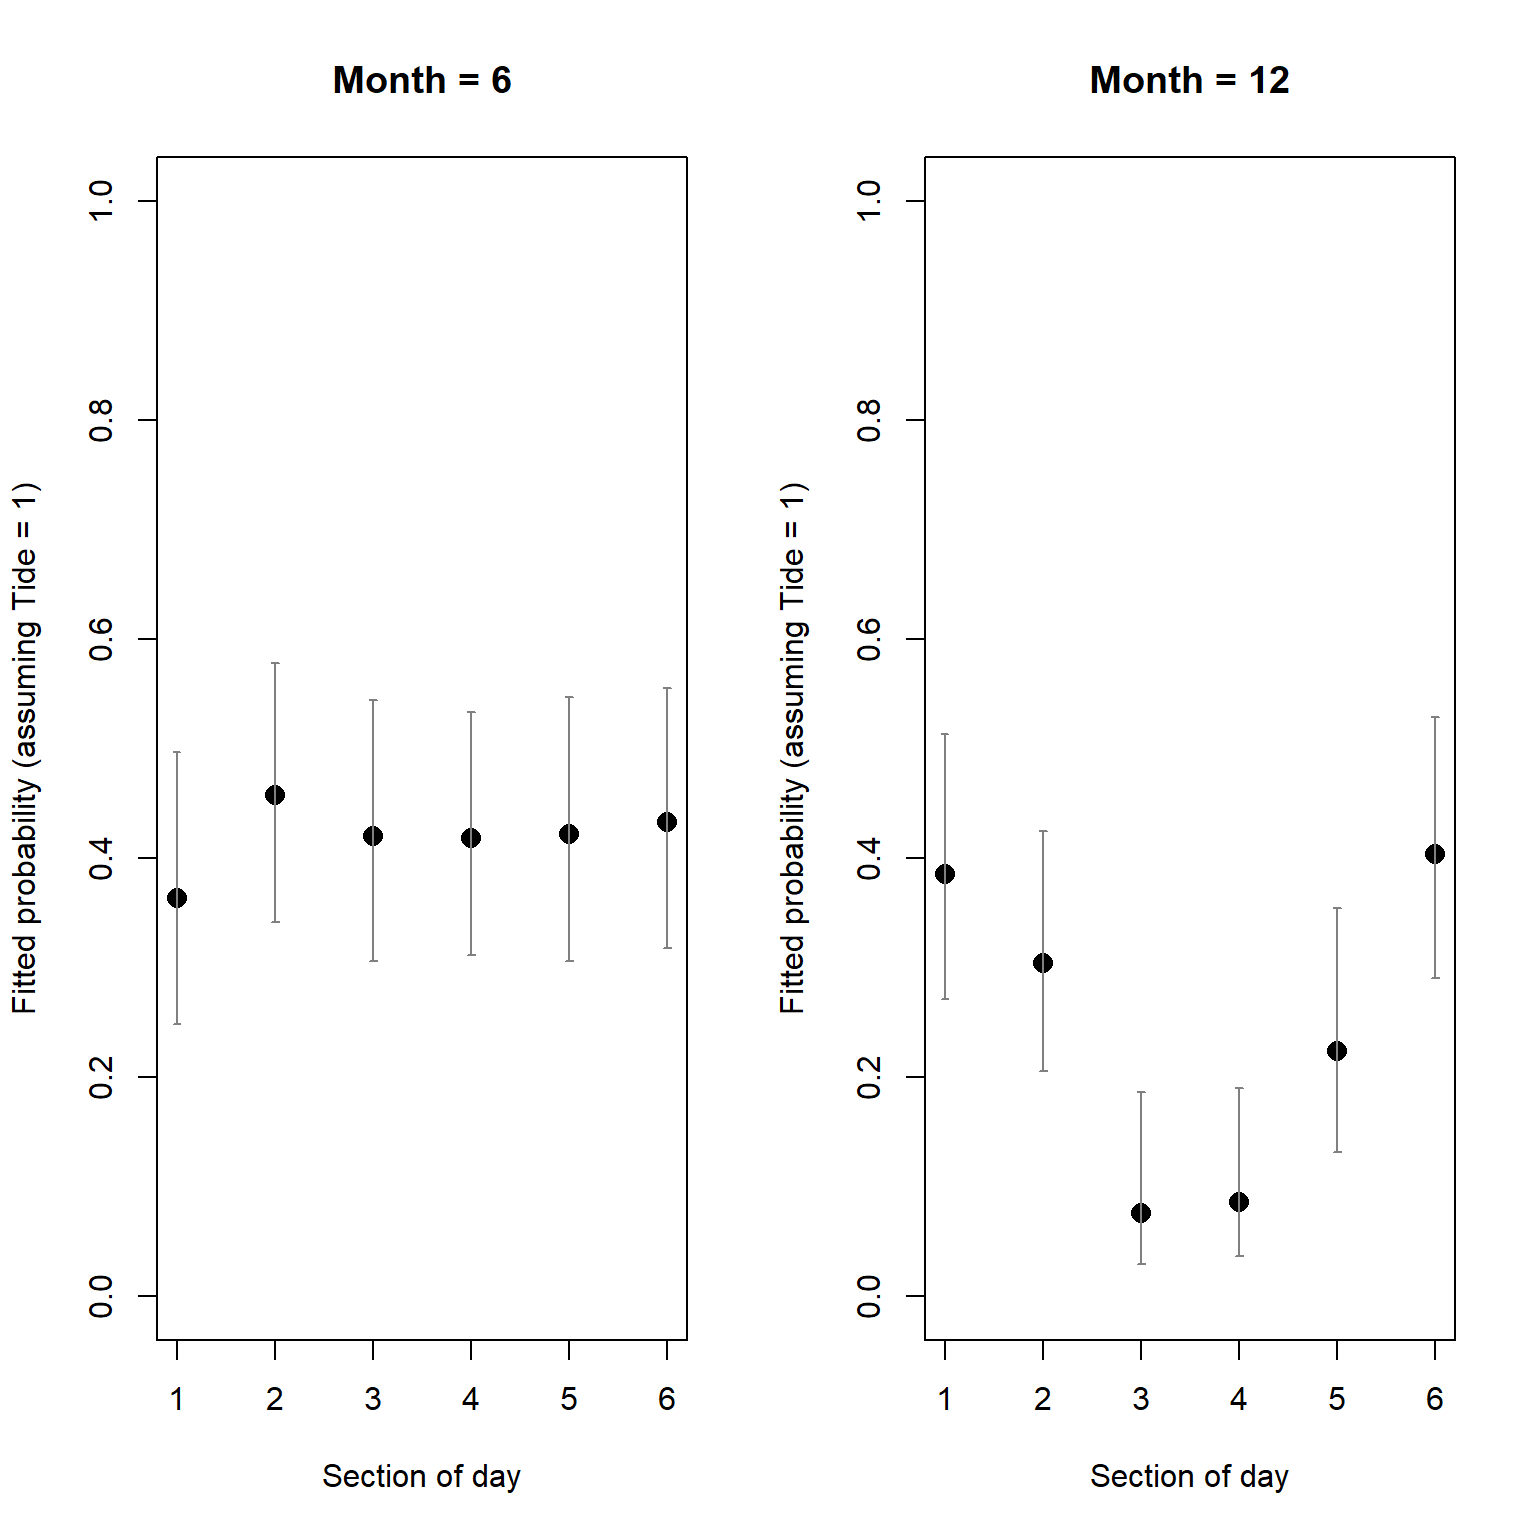 Month = 6
Fitted probability (assuming Tide = 1)
1.0
0.8
0.6
0.4
0.2
0.0
1 2 3 4 5 6
Section of day
Month = 12
Fitted probability (assuming Tide = 1)
1.0
0.8
0.6
0.4
0.2
0.0
1 2 3 4 5 6
Section of day